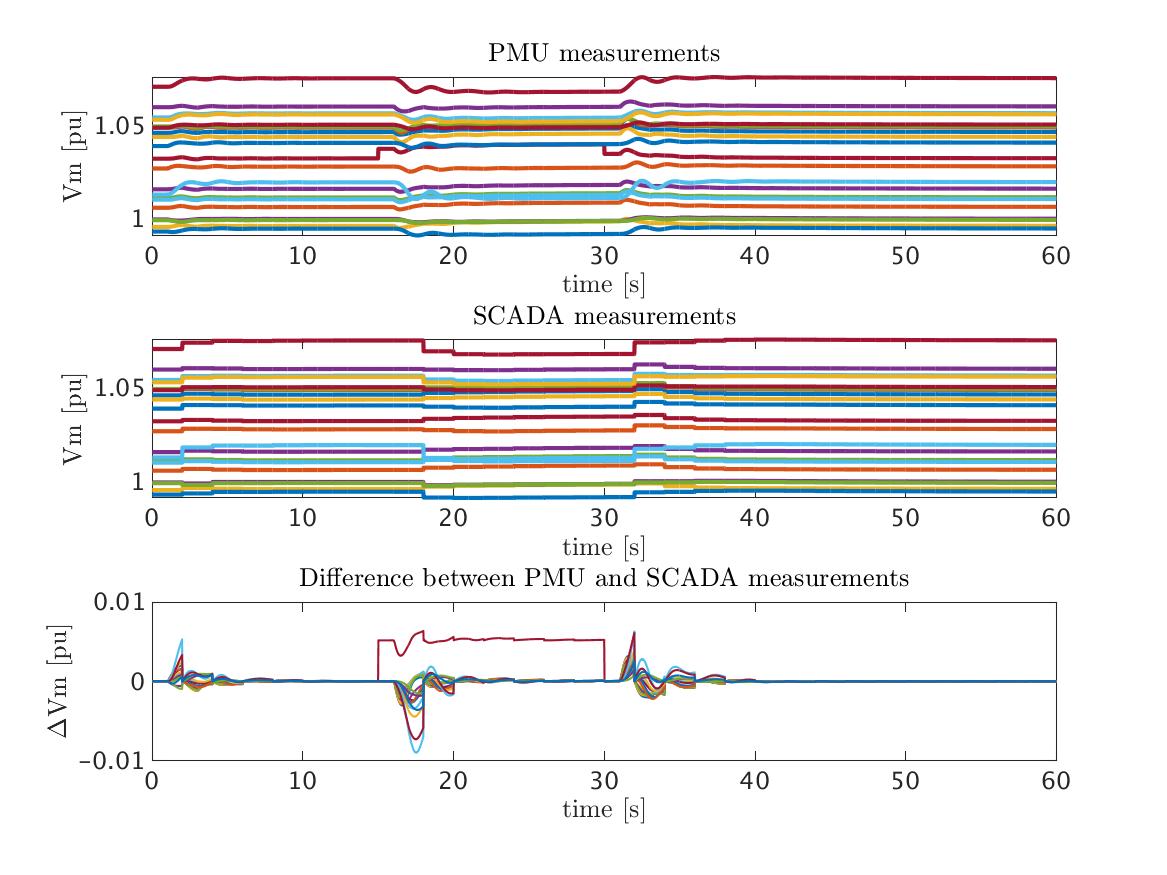 PMU measurements
Vm [pu]
1.05
1
0 10 20 30 40 50 60
time [s]
SCADA measurements
Vm [pu]
1.05
1
0 10 20 30 40 50 60
time [s]
Difference between PMU and SCADA measurements
ΔVm [pu]
0.01
0
-0.01
0 10 20 30 40 50 60
time [s]